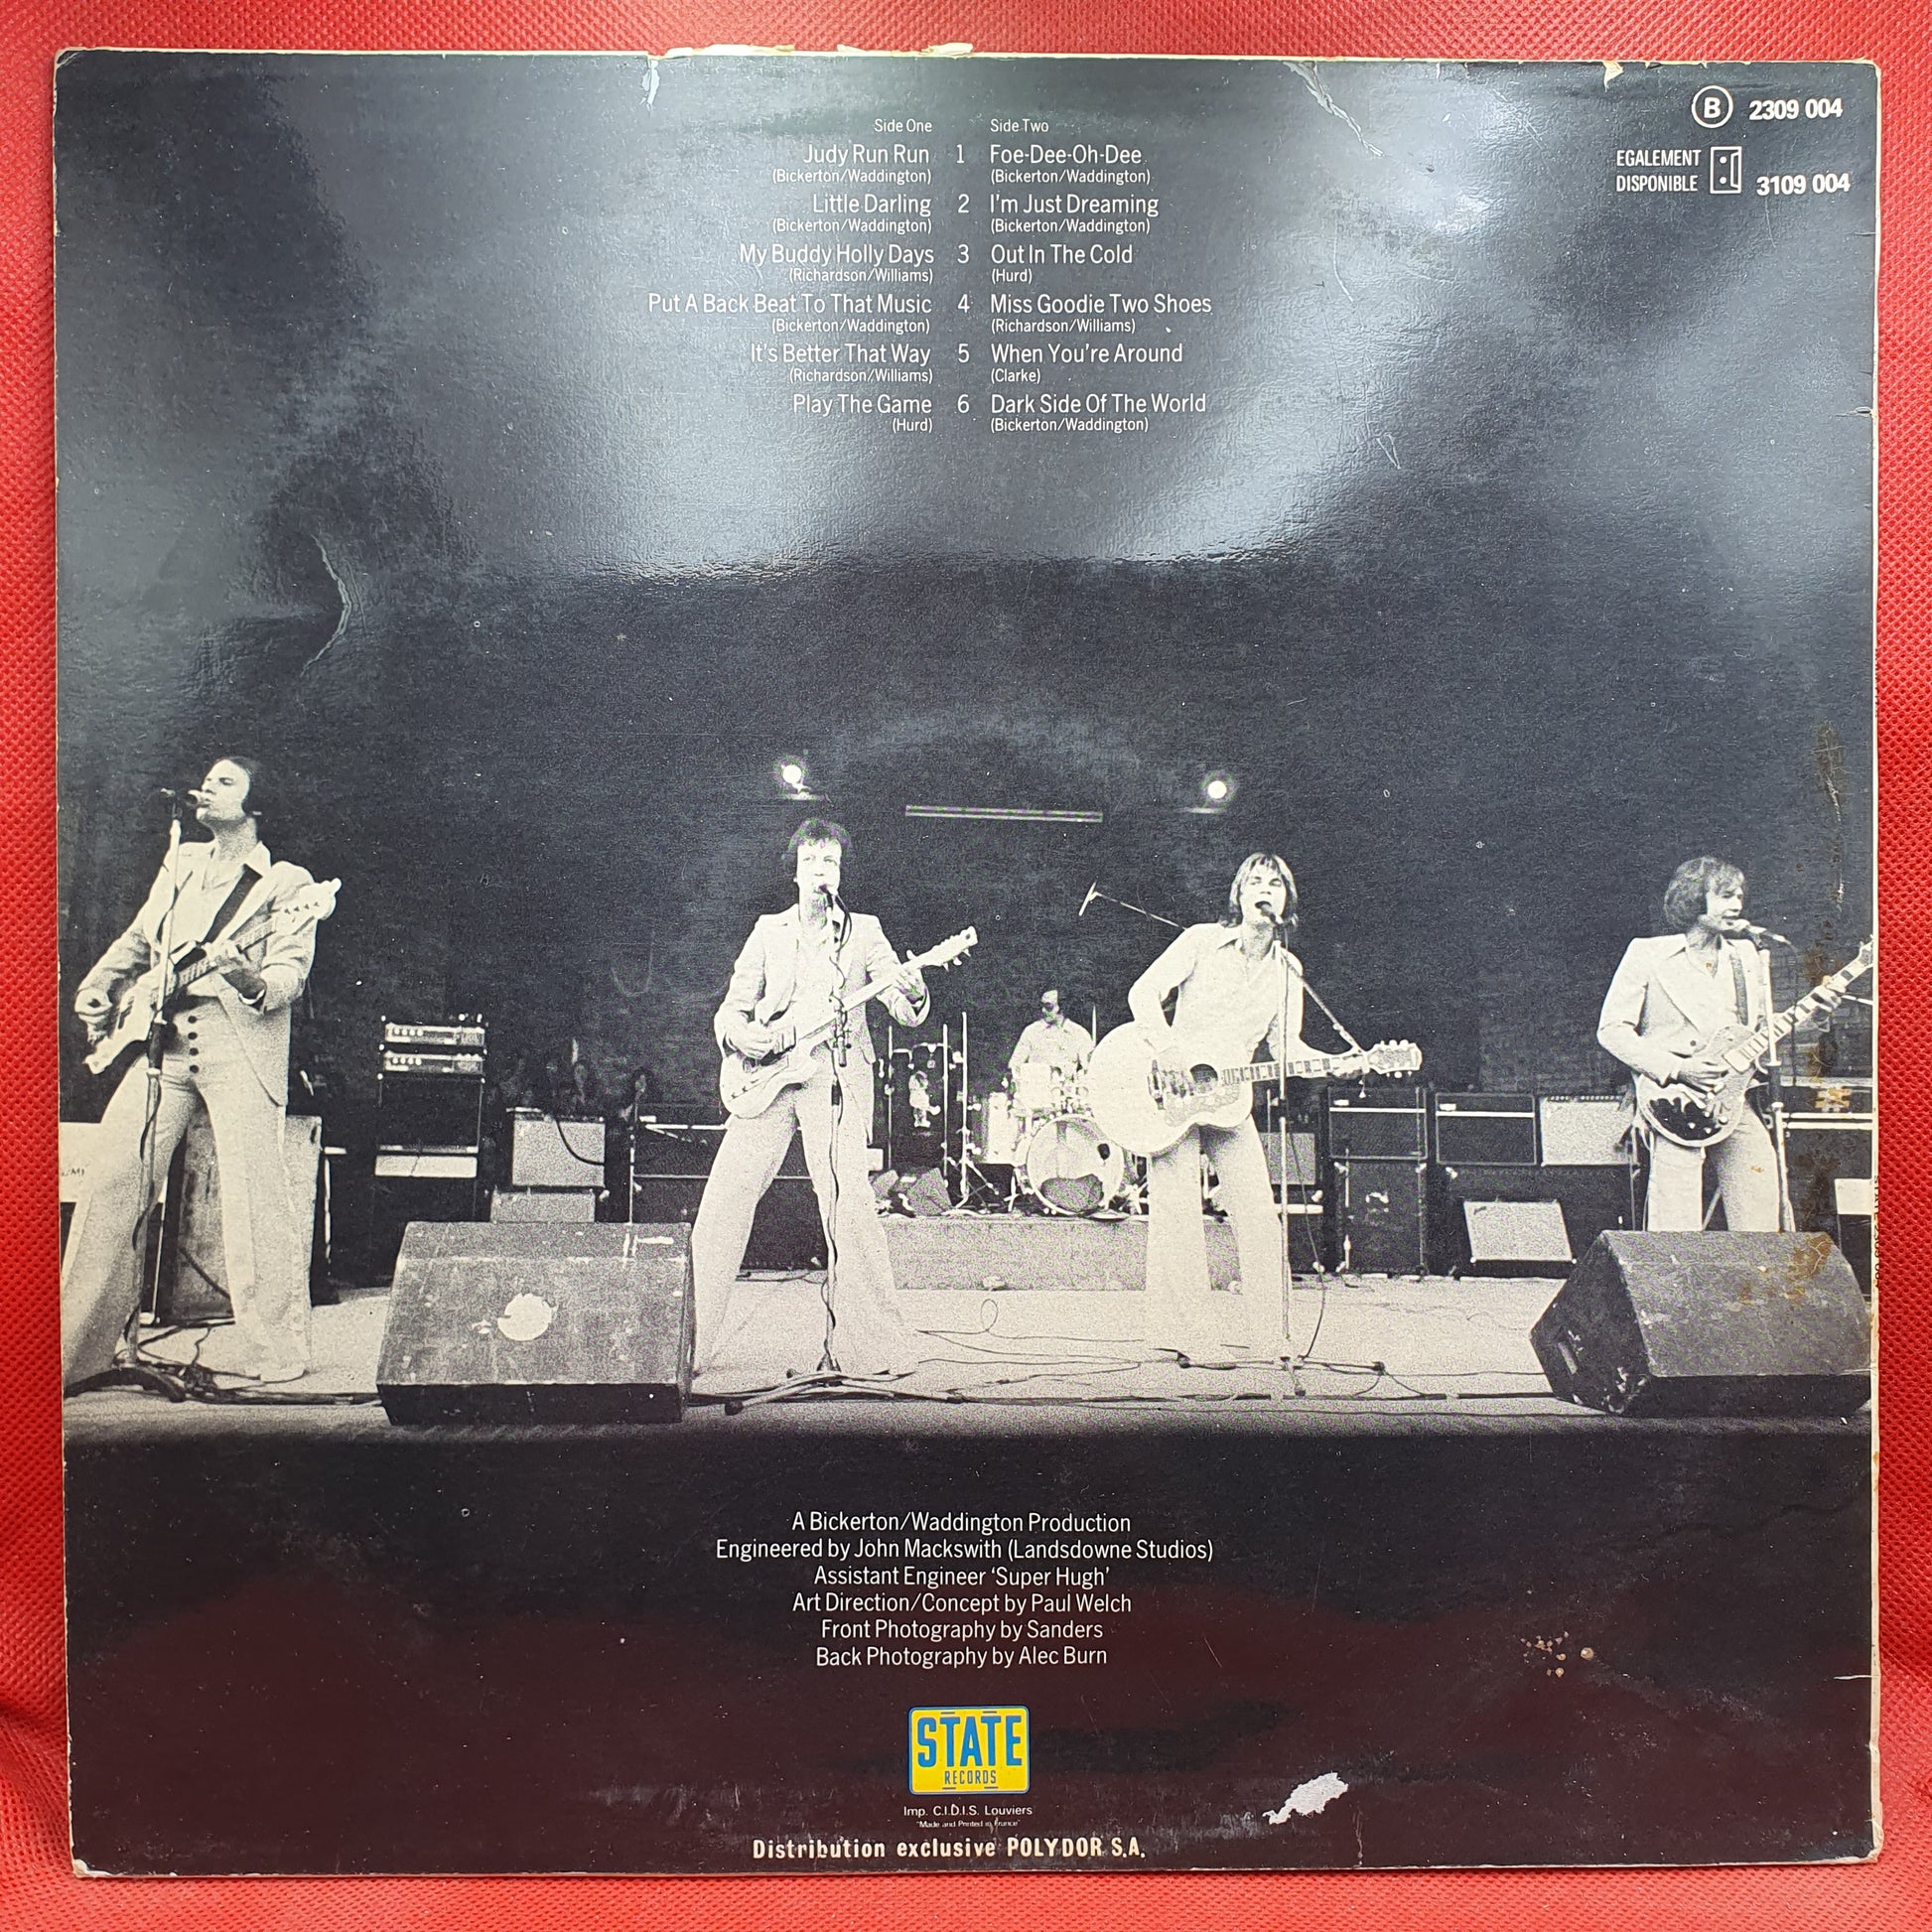 Side One Side Two
Judy Run Run 1 Foe-Dee-Oh-Dee
(Bickerton/Waddington) (Bickerton/Waddington)
Little Darling 2 I'm Just Dreaming
(Bickerton/Waddington) (Bickerton/Waddington)
My Buddy Holly Days 3 Out In The Cold
(Richardson/Williams) (Hurd)
Put A Back Beat To That Music 4 Miss Goodie Two Shoes
(Bickerton/Waddington) (Richardson/Williams)
It's Better That Way 5 When You're Around
(Richardson/Williams) (Clarke)
Play The Game 6 Dark Side Of The World
(Hurd) (Bickerton/Waddington)
B 2309 004
EGALEMENT
DISPONIBLE 3109 004
A Bickerton/Waddington Production
Engineered by John Mackswith (Landsdowne Studios)
Assistant Engineer 'Super Hugh'
Art Direction/Concept by Paul Welch
Front Photography by Sanders
Back Photography by Alec Burn
STATE
RECORDS
Imp. C.I.D.I.S. Louviers
"Made and Printed in France"
Distribution exclusive POLYDOR S.A.